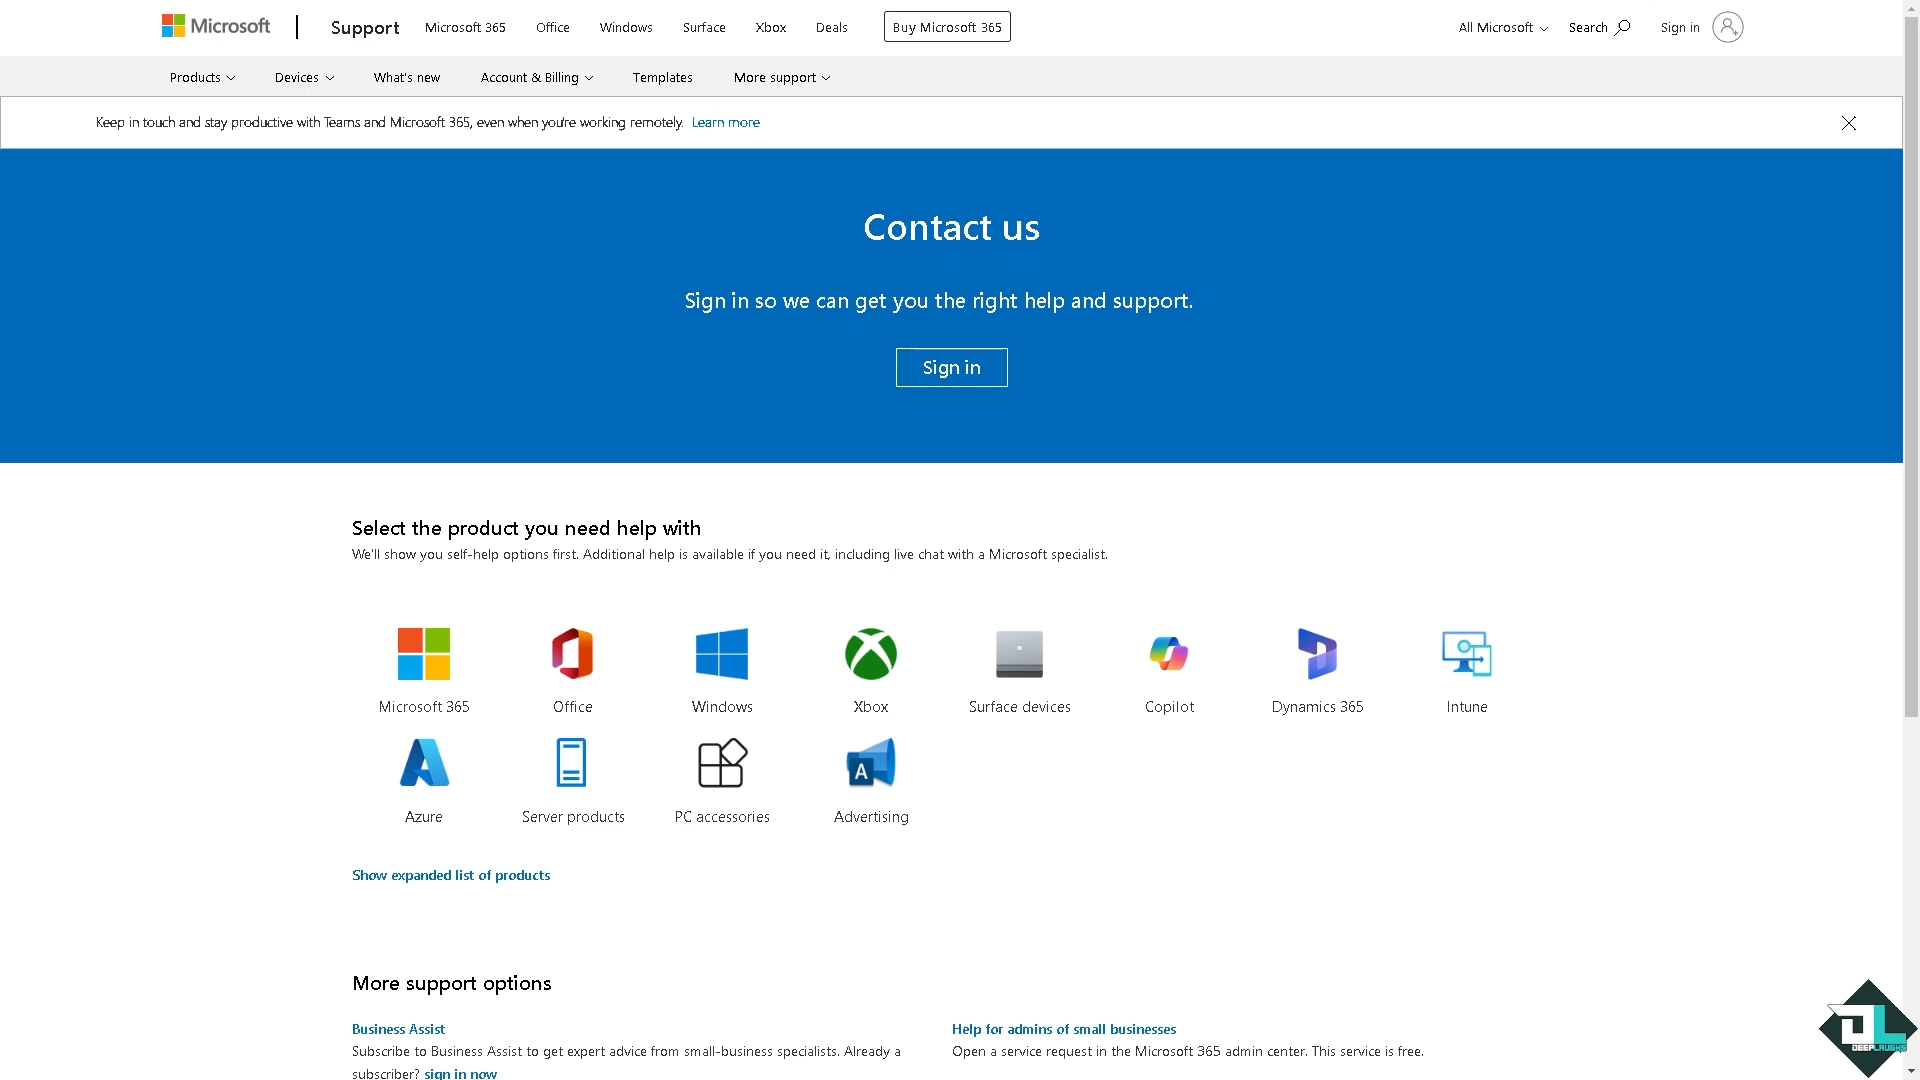 Microsoft
Support
Microsoft 365
Office
Windows
Surface
Xbox
Deals
Buy Microsoft 365
All Microsoft
Search
Sign in
Products
Devices
What's new
Account & Billing
Templates
More support
Keep in touch and stay productive with Teams and Microsoft 365, even when you're working remotely. Learn more
Contact us
Sign in so we can get you the right help and support.
Sign in
Select the product you need help with
We'll show you self-help options first. Additional help is available if you need it, including live chat with a Microsoft specialist.
Microsoft 365
Office
Windows
Xbox
Surface devices
Copilot
Dynamics 365
Intune
A
Azure
Server products
PC accessories
Advertising
Show expanded list of products
More support options
Business Assist
Subscribe to Business Assist to get expert advice from small-business specialists. Already a
subscriber? sign in now
Help for admins of small businesses
Open a service request in the Microsoft 365 admin center. This service is free.
DL
DEEPLAUGHS